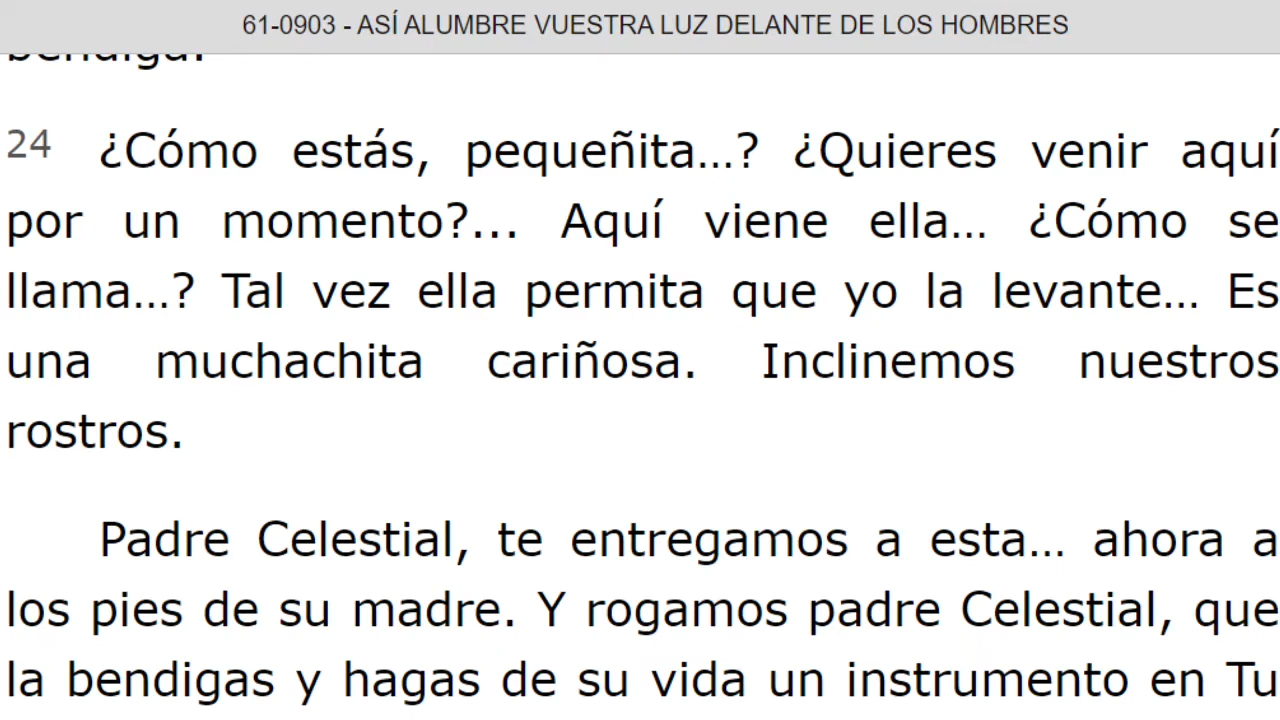 61-0903 - ASÍ ALUMBRE VUESTRA LUZ DELANTE DE LOS HOMBRES
bendiga.
24 ¿Cómo estás, pequeñita…? ¿Quieres venir aquí
por un momento?... Aquí viene ella… ¿Cómo se
llama…? Tal vez ella permita que yo la levante… Es
una muchachita cariñosa. Inclinemos nuestros
rostros.
Padre Celestial, te entregamos a esta… ahora a
los pies de su madre. Y rogamos padre Celestial, que
la bendigas y hagas de su vida un instrumento en Tu